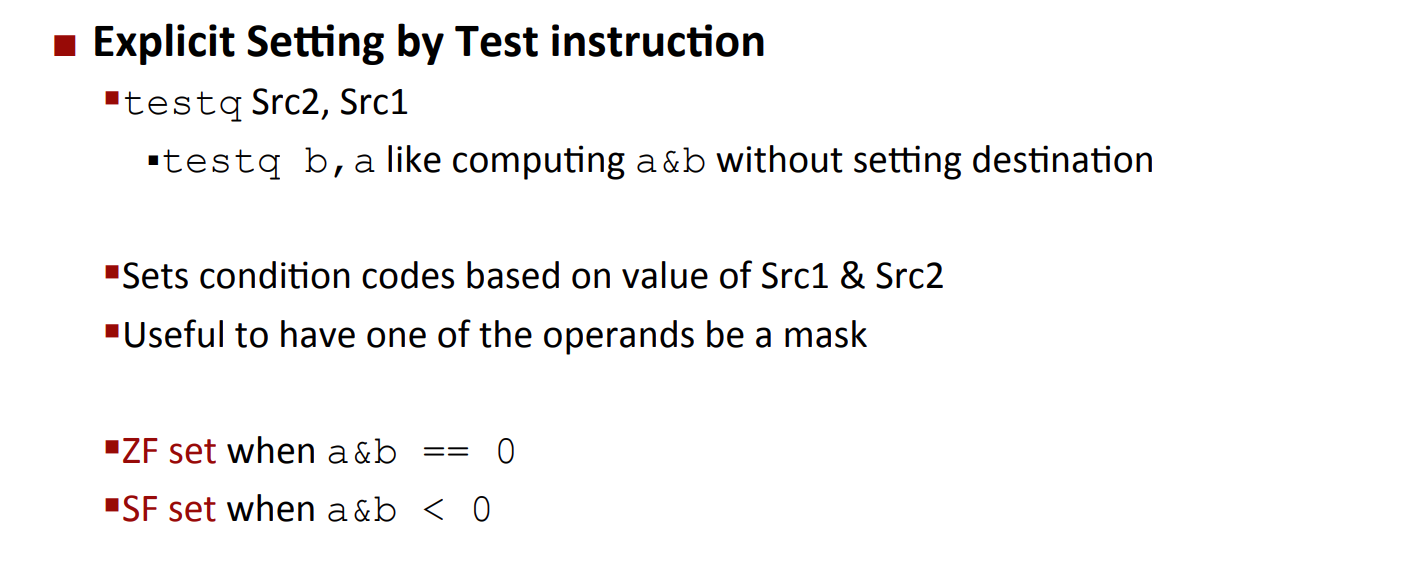 ■ Explicit Setting by Test instruction
▪testq Src2, Src1
▪testq b,a like computing a&b without setting destination
▪Sets condition codes based on value of Src1 & Src2
▪Useful to have one of the operands be a mask
▪ZF set when a&b == 0
▪SF set when a&b < 0